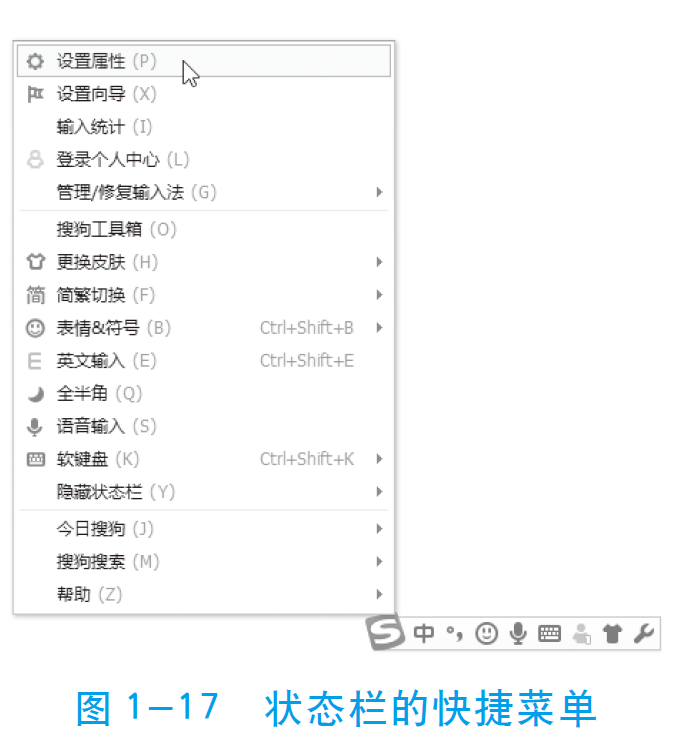 设置属性 (P)
设置向导 (X)
输入统计 (I)
登录个人中心 (L)
管理/修复输入法 (G)
搜狗工具箱 (O)
更换皮肤 (H)
简 简繁切换 (F)
表情&符号 (B) Ctrl+Shift+B
英文输入 (E) Ctrl+Shift+E
全半角 (Q)
语音输入 (S)
软键盘 (K) Ctrl+Shift+K
隐藏状态栏 (Y)
今日搜狗 (J)
搜狗搜索 (M)
帮助 (Z)
S 中 °，
图 1-17 状态栏的快捷菜单